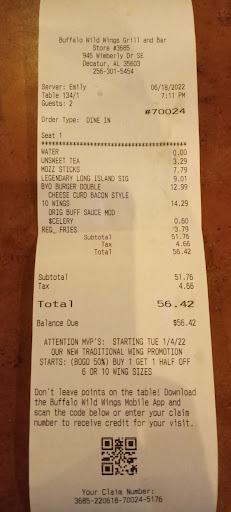 Buffalo Wild Wings Grill and Bar
Store #3685
945 Wimberly Dr SE
Decatur, AL 35603
256-301-5454
Server: Emily 06/18/2022
Table 134/1 7:11 PM
Guests: 2
#70024
Order Type: DINE IN
Seat 1
****************************************
WATER 0.00
UNSWEET TEA 3.29
MOZZ STICKS 7.79
LEGENDARY LONG ISLAND SIG 9.01
BYO BURGER DOUBLE 12.99
CHEESE CURD BACON STYLE
10 WINGS 14.29
ORIG BUFF SAUCE MOD
$CELERY 0.60
REG_FRIES 3.79
Subtotal 51.76
Tax 4.66
Total 56.42
Subtotal 51.76
Tax 4.66
Total 56.42
Balance Due $56.42
ATTENTION MVP'S: STARTING TUE 1/4/22
OUR NEW TRADITIONAL WING PROMOTION
STARTS: (BOGO 50%) BUY 1 GET 1 HALF OFF
6 OR 10 WING SIZES
Don't leave points on the table! Download
the Buffalo Wild Wings Mobile App and
scan the code below or enter your claim
number to receive credit for your visit.
Your Claim Number:
3685-220618-70024-5176